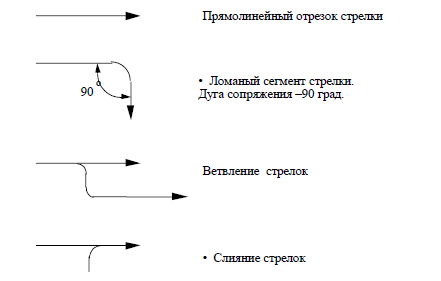 Прямолинейный отрезок стрелки
• Ломаный сегмент стрелки.
90
Дуга сопряжения –90 град.
Ветвление стрелок
• Слияние стрелок